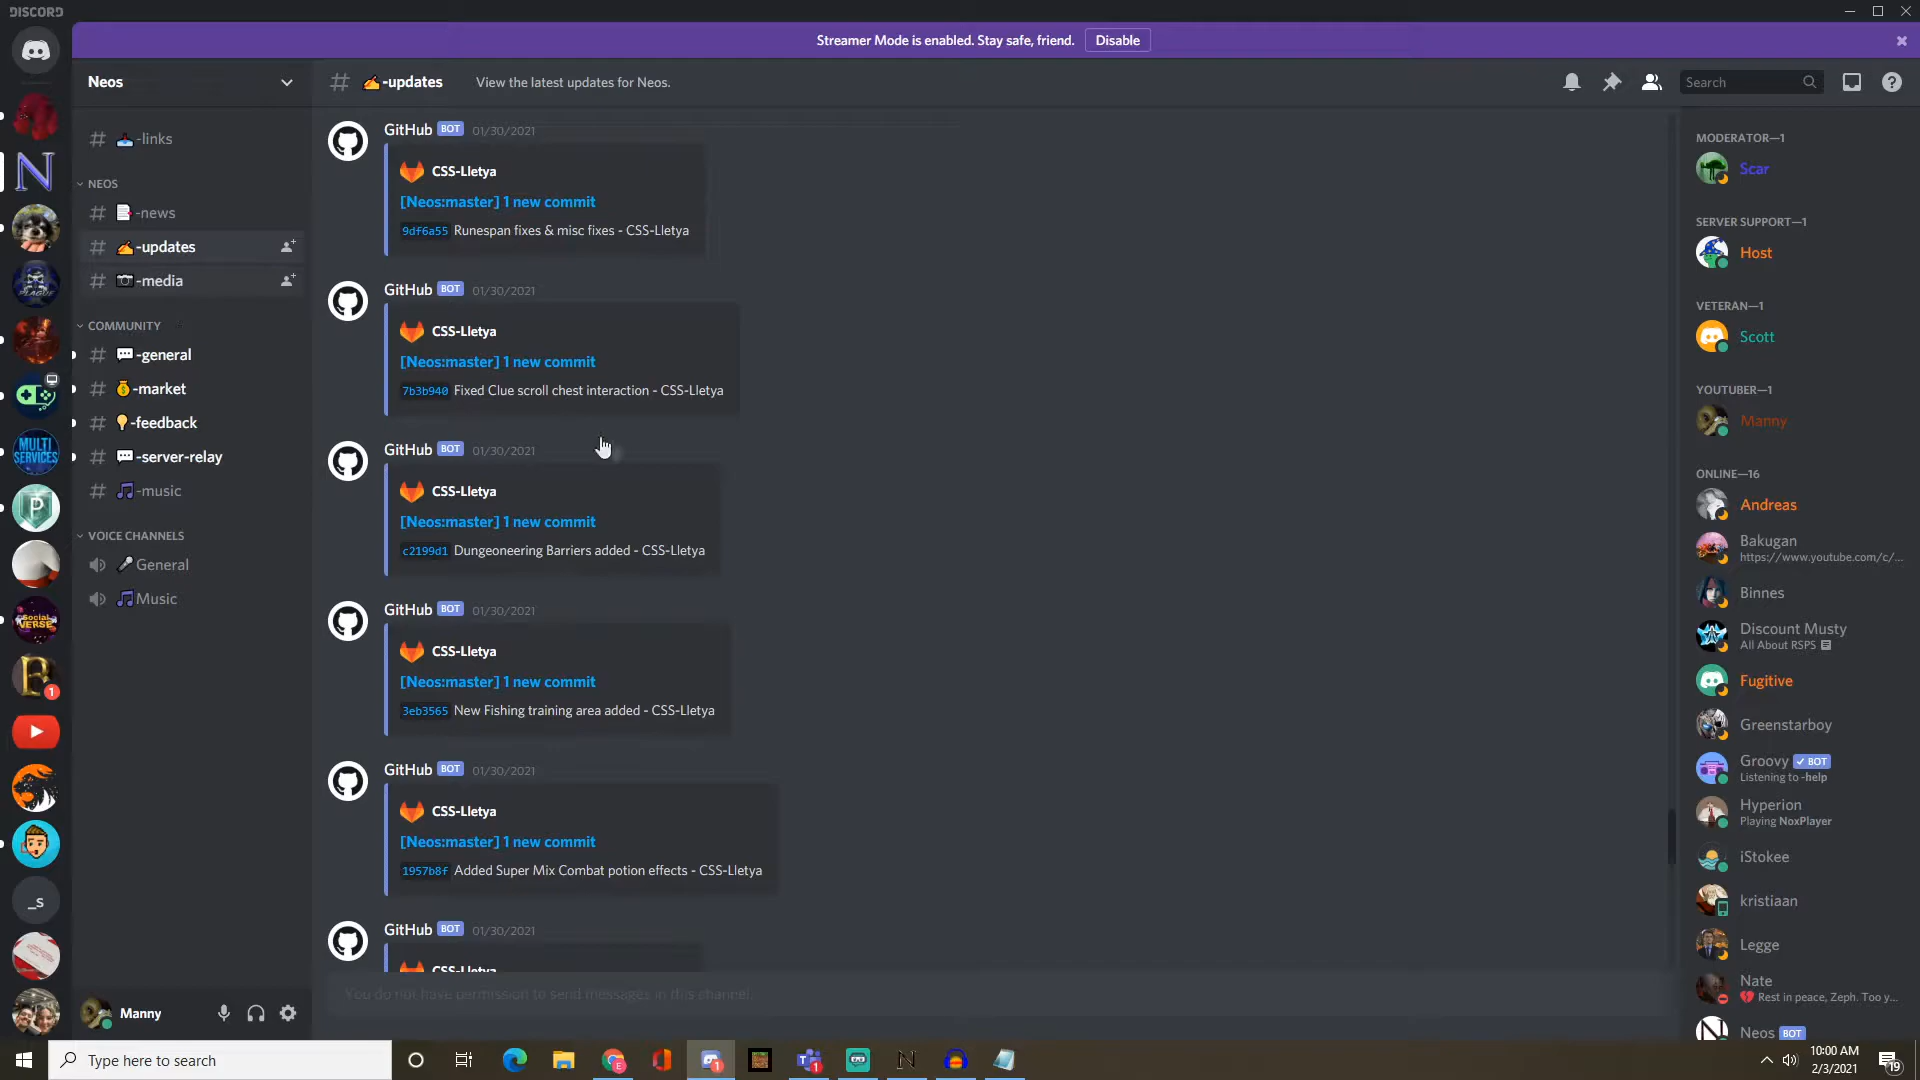 DISCORD
Streamer Mode is enabled. Stay safe, friend. Disable
Neos
-updates View the latest updates for Neos.
Search
-links
NEOS
-news
-updates
-media
COMMUNITY
-general
-market
-feedback
-server-relay
-music
VOICE CHANNELS
General
Music
GitHub BOT 01/30/2021
CSS-Lletya
[Neos:master] 1 new commit
9df6a55 Runespan fixes & misc fixes - CSS-Lletya
GitHub BOT 01/30/2021
CSS-Lletya
[Neos:master] 1 new commit
7b3b940 Fixed Clue scroll chest interaction - CSS-Lletya
GitHub BOT 01/30/2021
CSS-Lletya
[Neos:master] 1 new commit
c2199d1 Dungeoneering Barriers added - CSS-Lletya
GitHub BOT 01/30/2021
CSS-Lletya
[Neos:master] 1 new commit
3eb3565 New Fishing training area added - CSS-Lletya
GitHub BOT 01/30/2021
CSS-Lletya
[Neos:master] 1 new commit
1957b8f Added Super Mix Combat potion effects - CSS-Lletya
GitHub BOT 01/30/2021
CSS-Lletya
You do not have permission to send messages in this channel.
MODERATOR—1
Scar
SERVER SUPPORT—1
Host
VETERAN—1
Scott
YOUTUBER—1
Manny
ONLINE—16
Andreas
Bakugan
https://www.youtube.com/c/...
Binnes
Discount Musty
All About RSPS
Fugitive
Greenstarboy
Groovy BOT
Listening to -help
Hyperion
Playing NoxPlayer
iStokee
kristiaan
Legge
Nate
Rest in peace, Zeph. Too y...
Neos BOT
N
PLAGUE
MULTI SERVICES
P
Social VERSE
R 1
_s
Manny
Type here to search
10:00 AM
2/3/2021
19